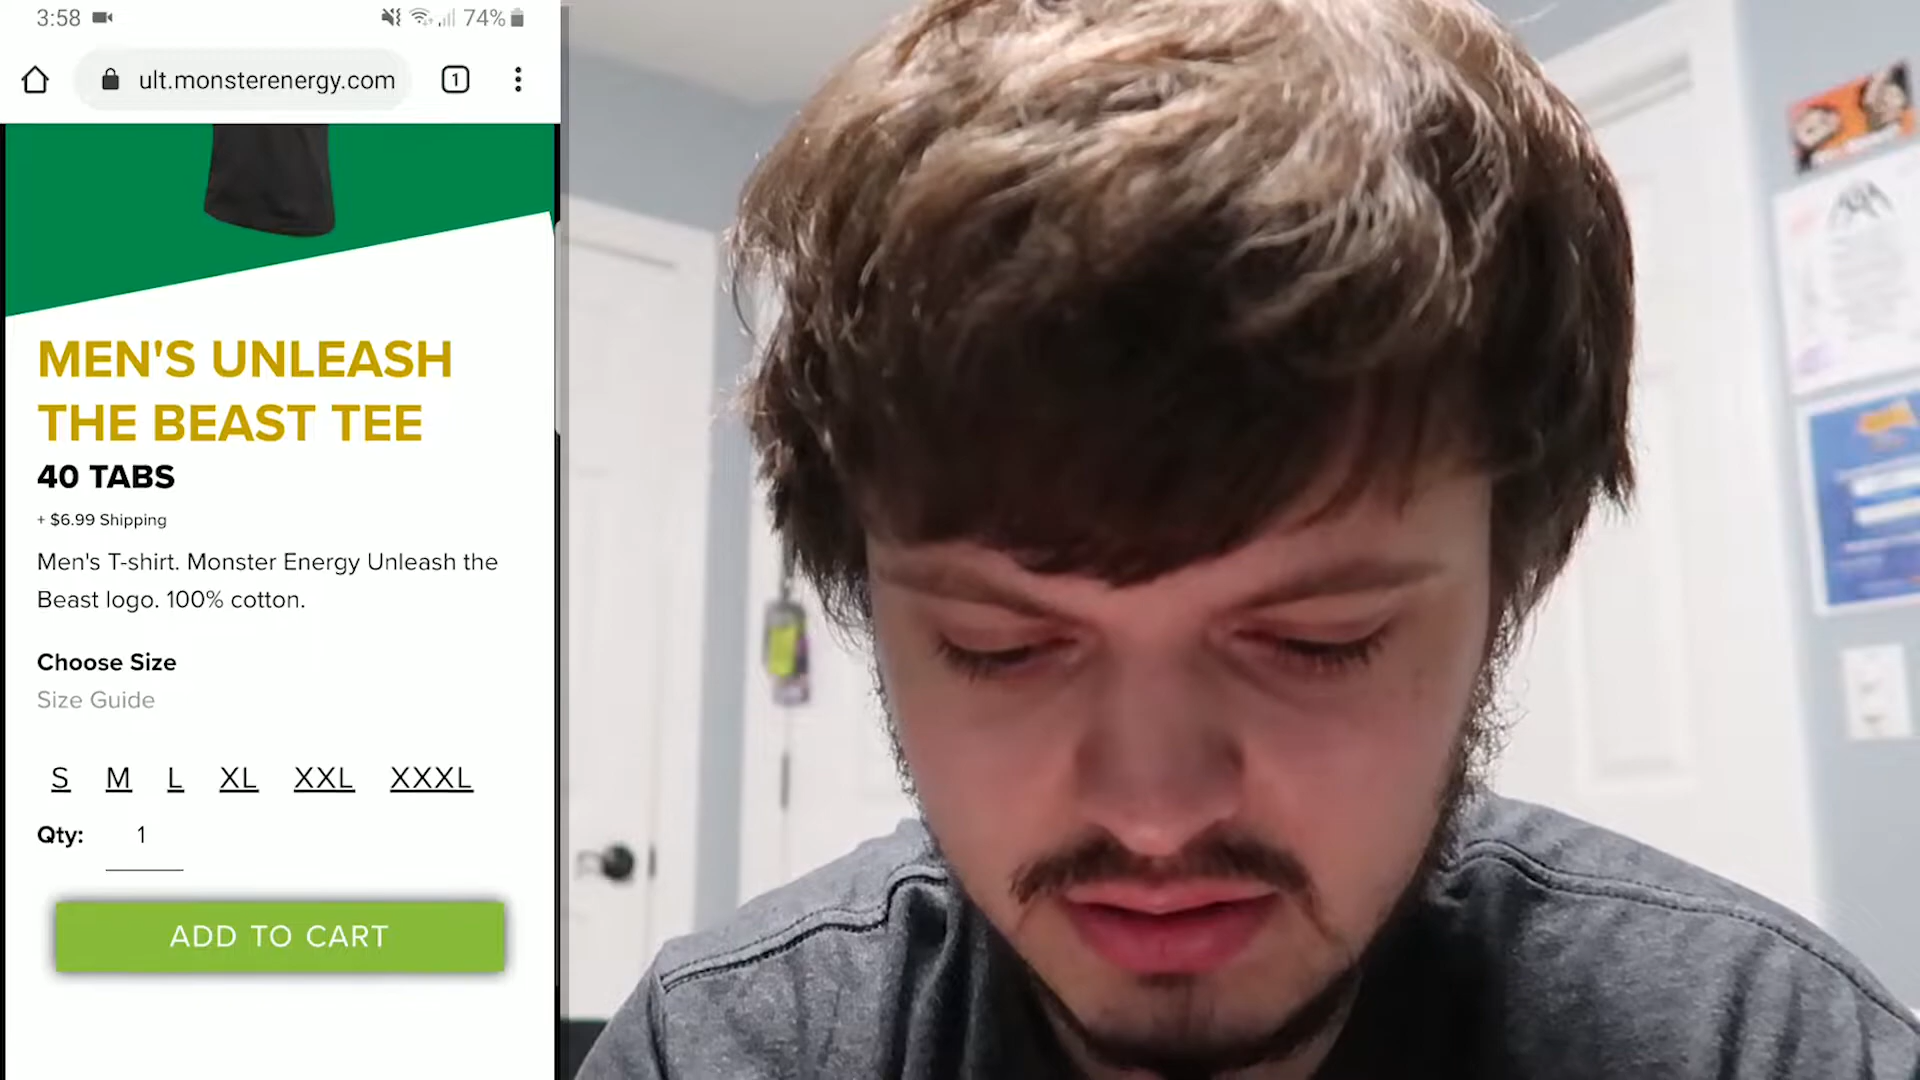 3:58 74%
ult.monsterenergy.com 1
MEN'S UNLEASH
THE BEAST TEE
40 TABS
+ $6.99 Shipping
Men's T-shirt. Monster Energy Unleash the
Beast logo. 100% cotton.
Choose Size
Size Guide
S M L XL XXL XXXL
Qty: 1
ADD TO CART